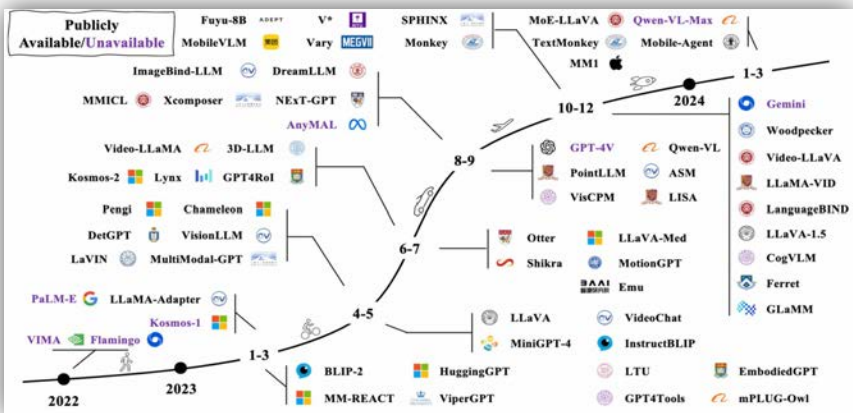 Publicly
Available/Unavailable
Fuyu-8B ADEPT V*
MobileVLM Vary MEGVII
SPHINX
Monkey
MoE-LLaVA Qwen-VL-Max
TextMonkey Mobile-Agent
MM1
1-3
2024
10-12
ImageBind-LLM DreamLLM
MMICL Xcomposer NExT-GPT
AnyMAL
8-9
Video-LLaMA 3D-LLM
Kosmos-2 Lynx GPT4RoI
6-7
Pengi Chameleon
DetGPT VisionLLM
LaVIN MultiModal-GPT
4-5
PaLM-E LLaMA-Adapter
Kosmos-1
VIMA Flamingo
1-3
2023
2022
Gemini
Woodpecker
Video-LLaVA
LLaMA-VID
LanguageBIND
LLaVA-1.5
CogVLM
Ferret
GLaMM
GPT-4V Qwen-VL
PointLLM ASM
VisCPM LISA
Otter LLaVA-Med
Shikra MotionGPT
BAAI
Emu
LLaVA VideoChat
MiniGPT-4 InstructBLIP
BLIP-2 HuggingGPT LTU EmbodiedGPT
MM-REACT ViperGPT GPT4Tools mPLUG-Owl